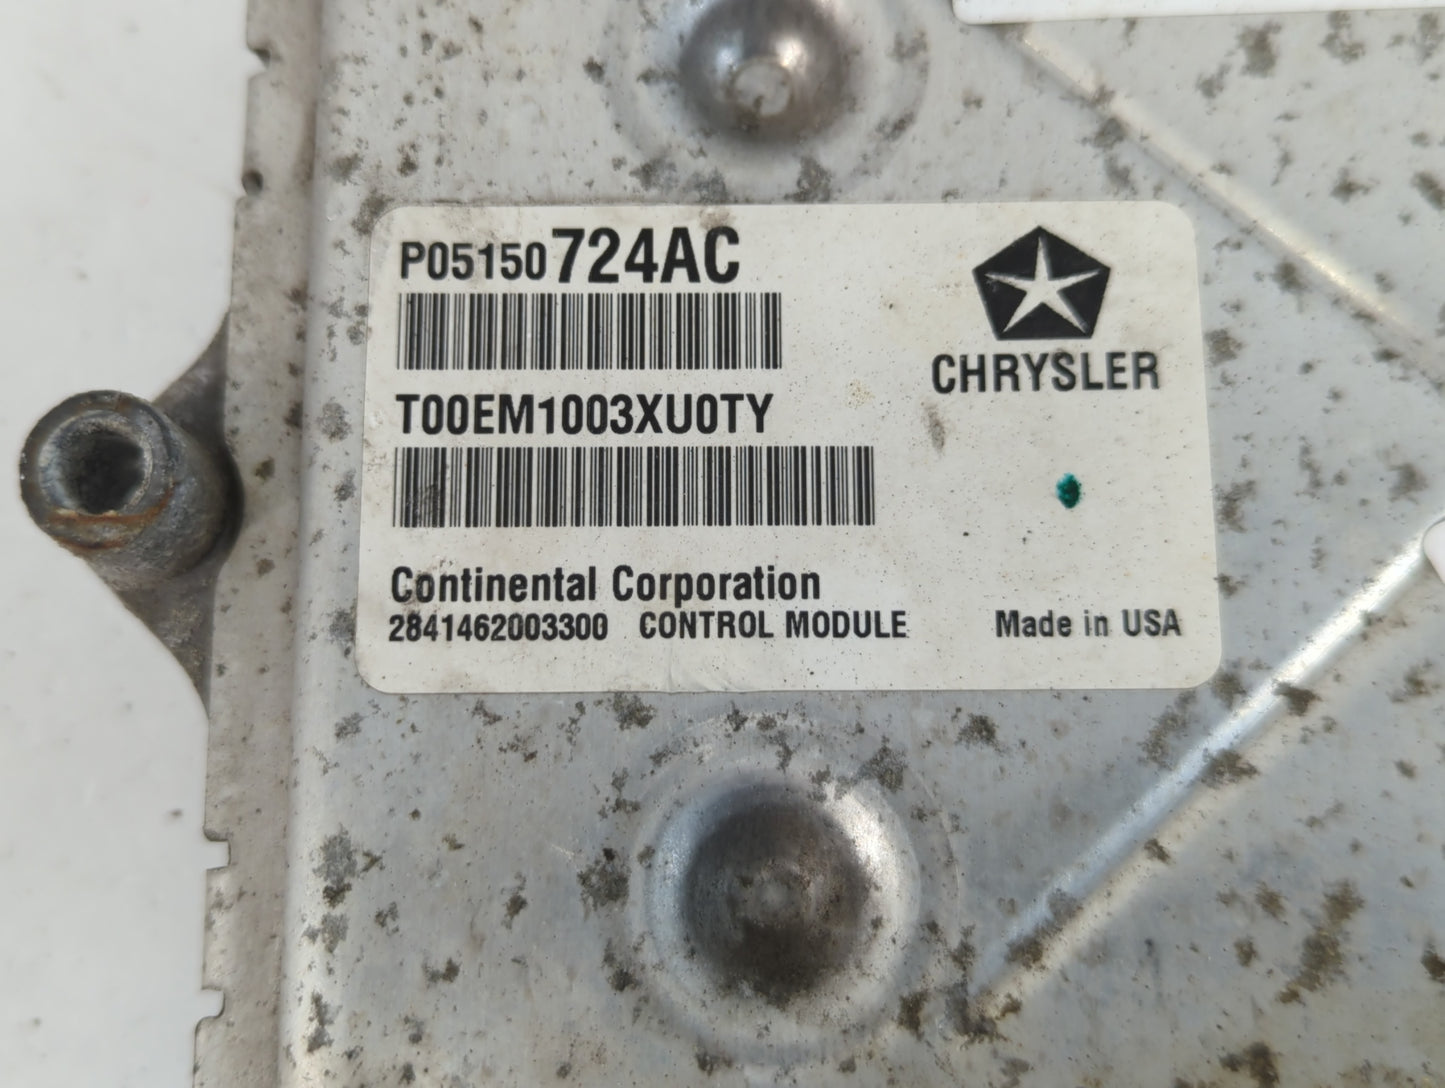 P05150724AC
CHRYSLER
T00EM1003XU0TY
Continental Corporation
2841462003300 CONTROL MODULE Made in USA